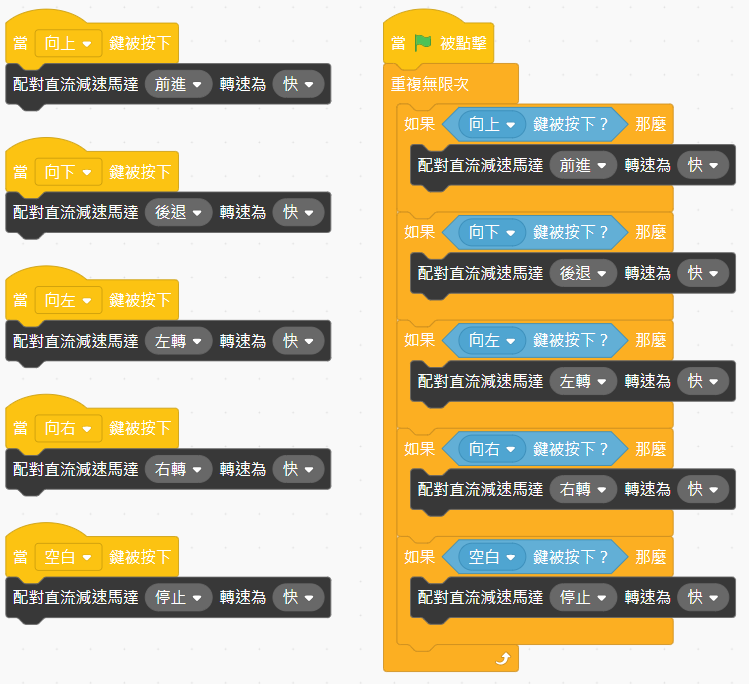 當 向上 鍵被按下
配對直流減速馬達 前進 轉速為 快
當 向下 鍵被按下
配對直流減速馬達 後退 轉速為 快
當 向左 鍵被按下
配對直流減速馬達 左轉 轉速為 快
當 向右 鍵被按下
配對直流減速馬達 右轉 轉速為 快
當 空白 鍵被按下
配對直流減速馬達 停止 轉速為 快
當 被點擊
重複無限次
如果 向上 鍵被按下？ 那麼
配對直流減速馬達 前進 轉速為 快
如果 向下 鍵被按下？ 那麼
配對直流減速馬達 後退 轉速為 快
如果 向左 鍵被按下？ 那麼
配對直流減速馬達 左轉 轉速為 快
如果 向右 鍵被按下？ 那麼
配對直流減速馬達 右轉 轉速為 快
如果 空白 鍵被按下？ 那麼
配對直流減速馬達 停止 轉速為 快